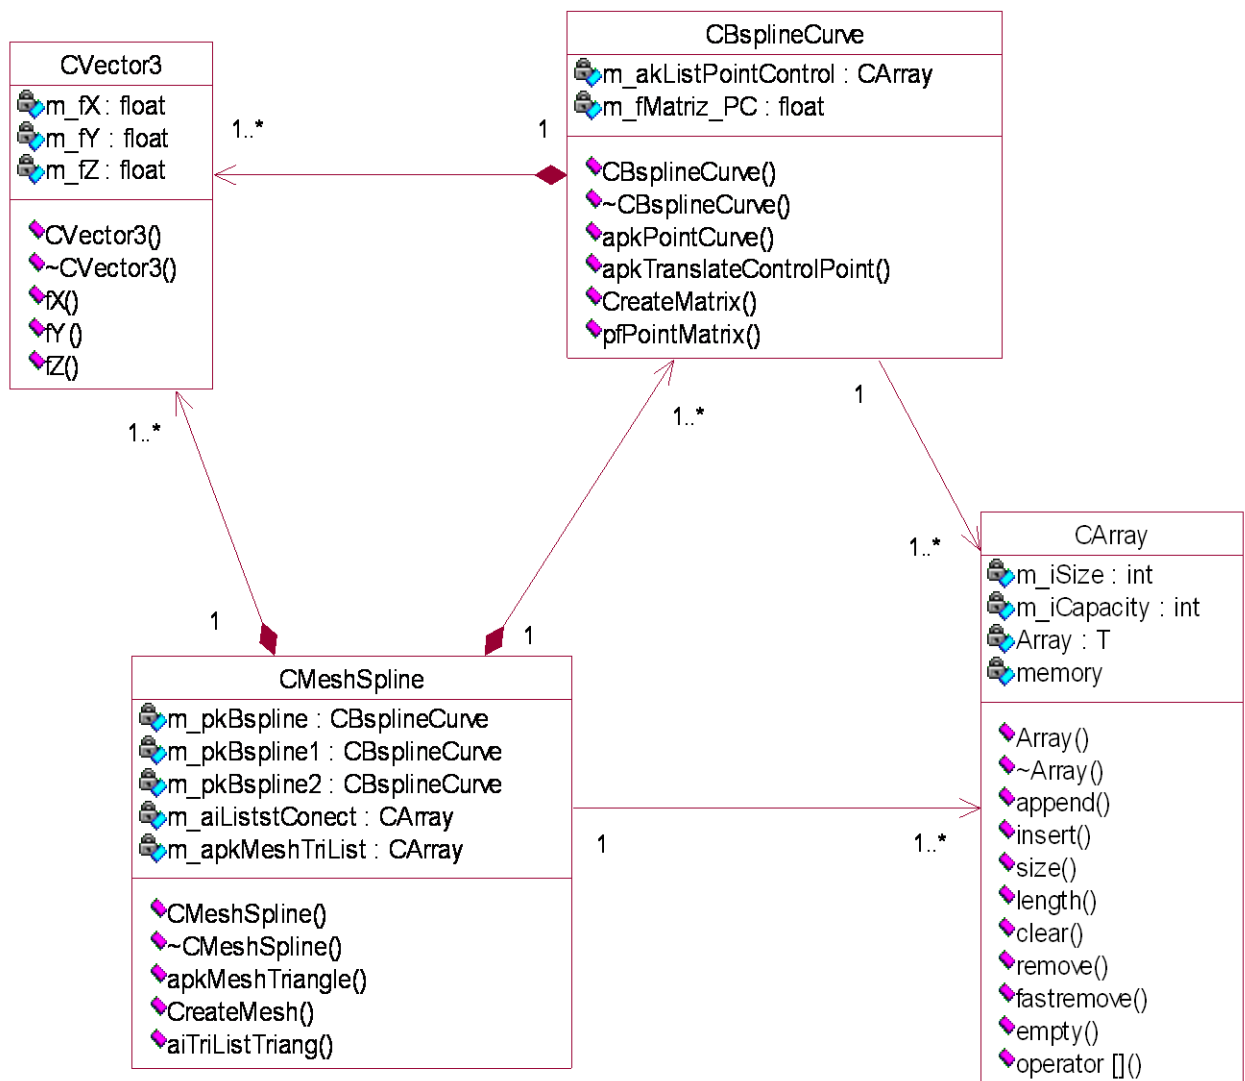 CVector3
m_fX : float
m_fY : float
m_fZ : float
CVector3()
~CVector3()
fX()
fY()
fZ()
1..*
1
CBsplineCurve
m_akListPointControl : CArray
m_fMatriz_PC : float
CBsplineCurve()
~CBsplineCurve()
apkPointCurve()
apkTranslateControlPoint()
CreateMatrix()
pfPointMatrix()
1..*
1..*
1
1
1
1..*
CMeshSpline
m_pkBspline : CBsplineCurve
m_pkBspline1 : CBsplineCurve
m_pkBspline2 : CBsplineCurve
m_aiListstConect : CArray
m_apkMeshTriList : CArray
CMeshSpline()
~CMeshSpline()
apkMeshTriangle()
CreateMesh()
aiTriListTriang()
1
1..*
CArray
m_iSize : int
m_iCapacity : int
Array : T
memory
Array()
~Array()
append()
insert()
size()
length()
clear()
remove()
fastremove()
empty()
operator []()